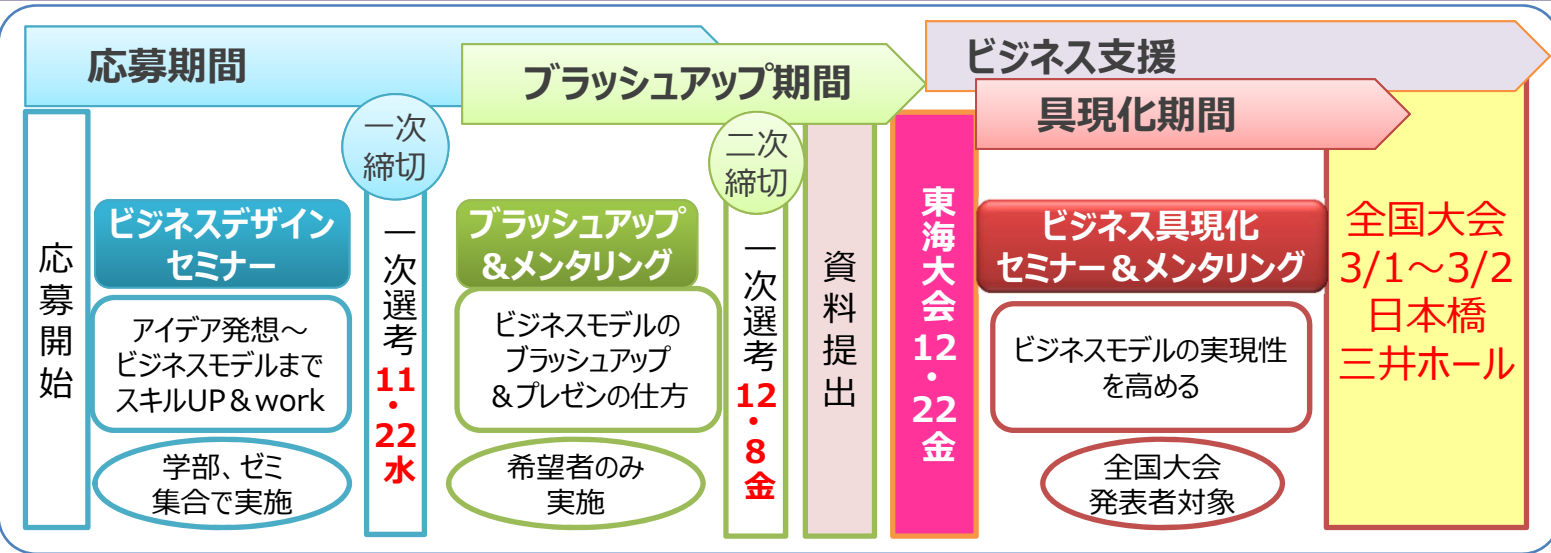 応募期間
ブラッシュアップ期間
ビジネス支援
具現化期間
応募開始
ビジネスデザイン
セミナー
アイデア発想～
ビジネスモデルまで
スキルUP＆work
学部、ゼミ
集合で実施
一次
締切
一次選考11・22水
ブラッシュアップ
＆メンタリング
ビジネスモデルの
ブラッシュアップ
＆プレゼンの仕方
希望者のみ
実施
二次
締切
一次選考12・8金
資料提出
東海大会12・22金
ビジネス具現化
セミナー＆メンタリング
ビジネスモデルの実現性
を高める
全国大会
発表者対象
全国大会
3/1～3/2
日本橋
三井ホール